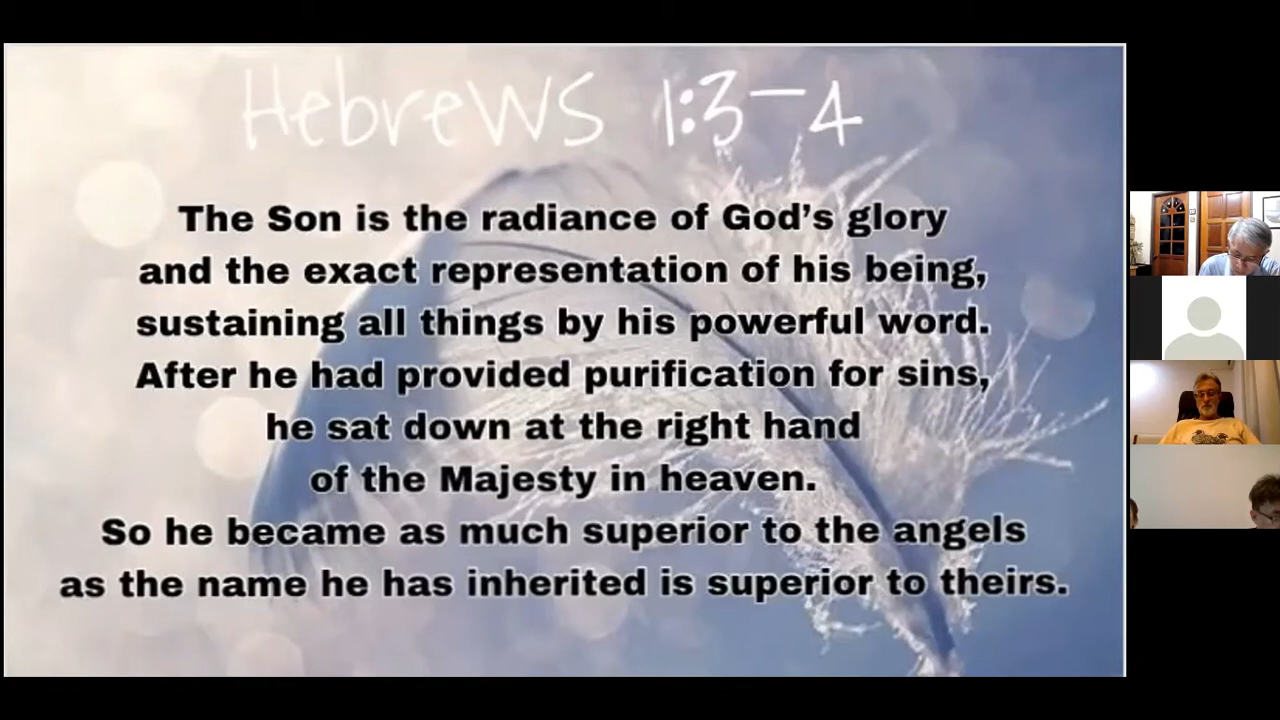 Hebrews 1:3-4
The Son is the radiance of God’s glory
and the exact representation of his being,
sustaining all things by his powerful word.
After he had provided purification for sins,
he sat down at the right hand
of the Majesty in heaven.
So he became as much superior to the angels
as the name he has inherited is superior to theirs.